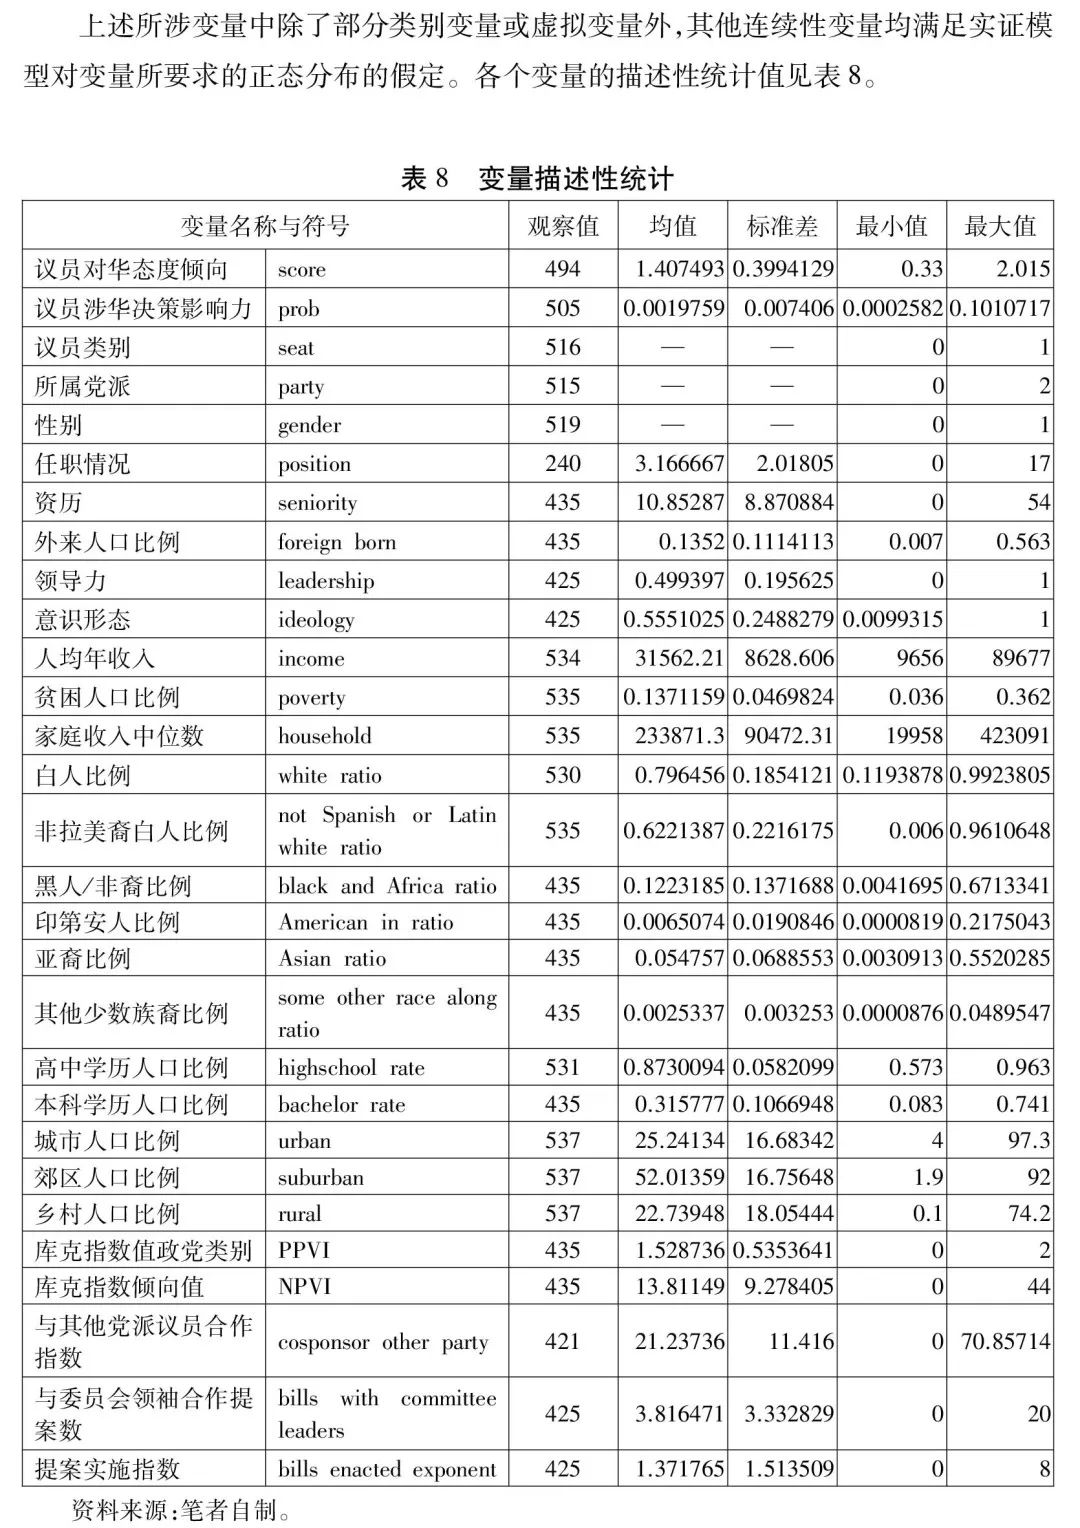 上述所涉变量中除了部分类别变量或虚拟变量外,其他连续性变量均满足实证模
型对变量所要求的正态分布的假定。各个变量的描述性统计值见表8。
表8 变量描述性统计
变量名称与符号 观察值 均值 标准差 最小值 最大值
议员对华态度倾向 score 494 1.407493 0.3994129 0.33 2.015
议员涉华决策影响力 prob 505 0.0019759 0.007406 0.0002582 0.1010717
议员类别 seat 516 — — 0 1
所属党派 party 515 — — 0 2
性别 gender 519 — — 0 1
任职情况 position 240 3.166667 2.01805 0 17
资历 seniority 435 10.85287 8.870884 0 54
外来人口比例 foreign born 435 0.1352 0.1114113 0.007 0.563
领导力 leadership 425 0.499397 0.195625 0 1
意识形态 ideology 425 0.5551025 0.2488279 0.0099315 1
人均年收入 income 534 31562.21 8628.606 9656 89677
贫困人口比例 poverty 535 0.1371159 0.0469824 0.036 0.362
家庭收入中位数 household 535 233871.3 90472.31 19958 423091
白人比例 white ratio 530 0.796456 0.1854121 0.1193878 0.9923805
非拉美裔白人比例 not Spanish or Latin
white ratio 535 0.6221387 0.2216175 0.006 0.9610648
黑人/非裔比例 black and Africa ratio 435 0.1223185 0.1371688 0.0041695 0.6713341
印第安人比例 American in ratio 435 0.0065074 0.0190846 0.0000819 0.2175043
亚裔比例 Asian ratio 435 0.054757 0.0688553 0.0030913 0.5520285
其他少数族裔比例 some other race along
ratio 435 0.0025337 0.003253 0.0000876 0.0489547
高中学历人口比例 highschool rate 531 0.8730094 0.0582099 0.573 0.963
本科学历人口比例 bachelor rate 435 0.315777 0.1066948 0.083 0.741
城市人口比例 urban 537 25.24134 16.68342 4 97.3
郊区人口比例 suburban 537 52.01359 16.75648 1.9 92
乡村人口比例 rural 537 22.73948 18.05444 0.1 74.2
库克指数值政党类别 PPVI 435 1.528736 0.5353641 0 2
库克指数倾向值 NPVI 435 13.81149 9.278405 0 44
与其他党派议员合作
指数 cosponsor other party 421 21.23736 11.416 0 70.85714
与委员会领袖合作提
案数 bills with committee
leaders 425 3.816471 3.332829 0 20
提案实施指数 bills enacted exponent 425 1.371765 1.513509 0 8
资料来源:笔者自制。